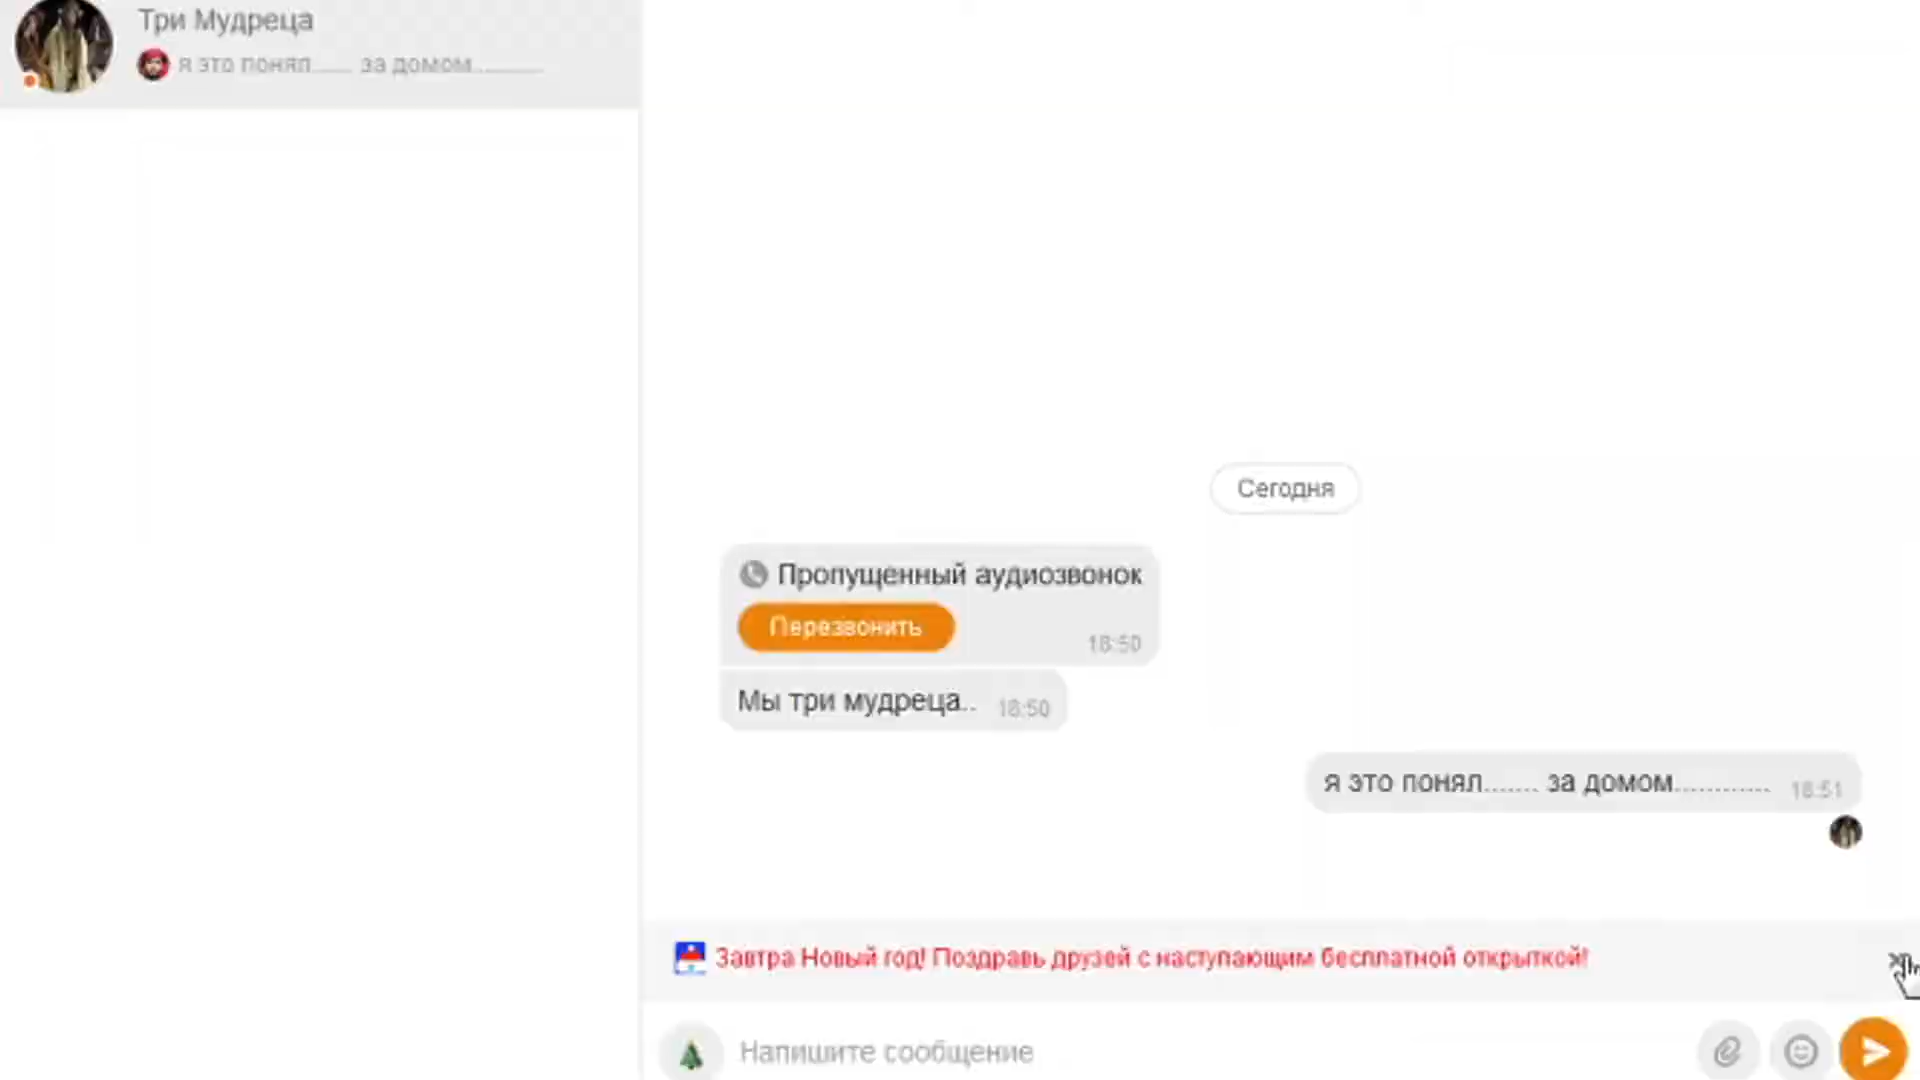 Три Мудреца
я это понял....... за домом............
Сегодня
Пропущенный аудиозвонок
Перезвонить
18:50
Мы три мудреца.. 18:50
я это понял....... за домом............ 18:51
Завтра Новый год! Поздравь друзей с наступающим бесплатной открыткой!
Напишите сообщение